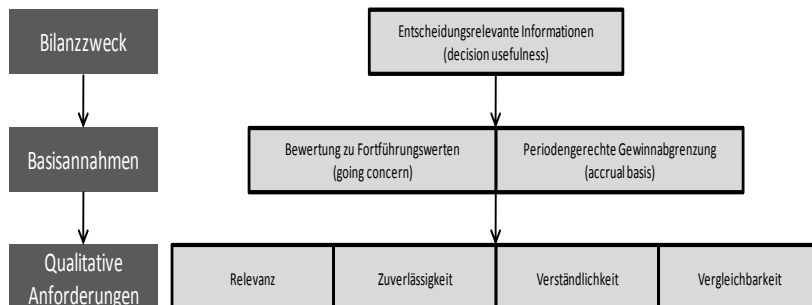 Bilanzzweck
Entscheidungsrelevante Informationen
(decision usefulness)
Basisannahmen
Bewertung zu Fortführungswerten
(going concern)
Periodengerechte Gewinnabgrenzung
(accrual basis)
Qualitative
Anforderungen
Relevanz
Zuverlässigkeit
Verständlichkeit
Vergleichbarkeit